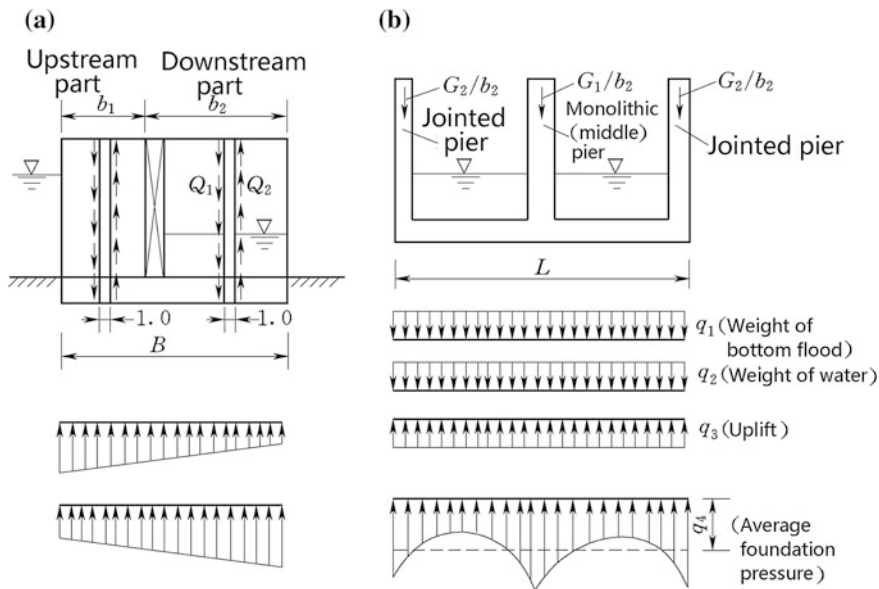 (a)
Upstream
part
Downstream
part
b₁
b₂
Q₁
Q₂
1.0
1.0
B
(b)
G₂/b₂
G₁/b₂
G₂/b₂
Jointed
pier
Monolithic
(middle)
pier
Jointed pier
L
q₁ (Weight of
bottom flood)
q₂ (Weight of water)
q₃ (Uplift)
q₄
(Average
foundation
pressure)